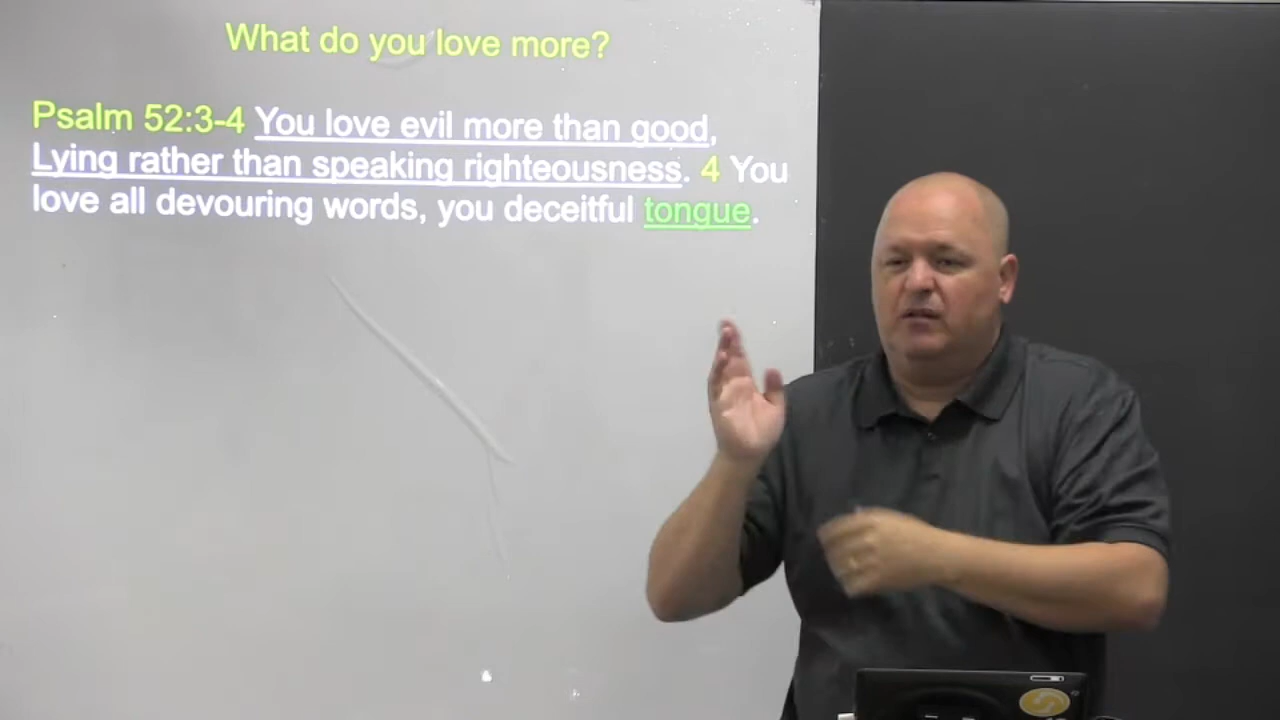 What do you love more?
Psalm 52:3-4 You love evil more than good,
Lying rather than speaking righteousness. 4 You
love all devouring words, you deceitful tongue.